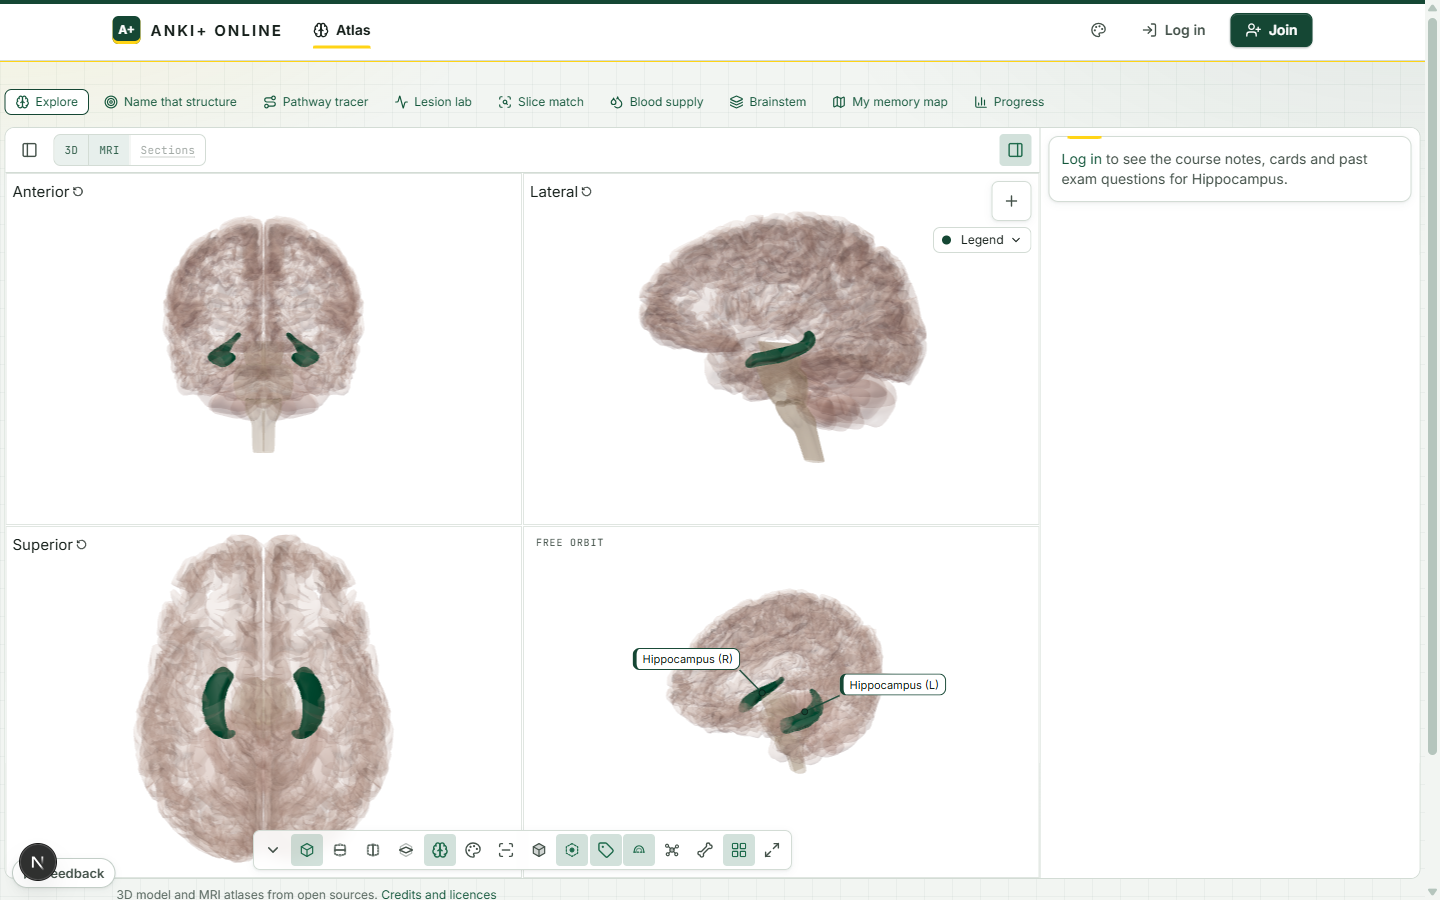 A+ ANKI+ ONLINE Atlas Log in Join
Explore Name that structure Pathway tracer Lesion lab Slice match Blood supply Brainstem My memory map Progress
3D MRI Sections
Log in to see the course notes, cards and past
exam questions for Hippocampus.
Anterior
Lateral
Legend
Superior
FREE ORBIT
Hippocampus (R)
Hippocampus (L)
N
eedback
3D model and MRI atlases from open sources. Credits and licences